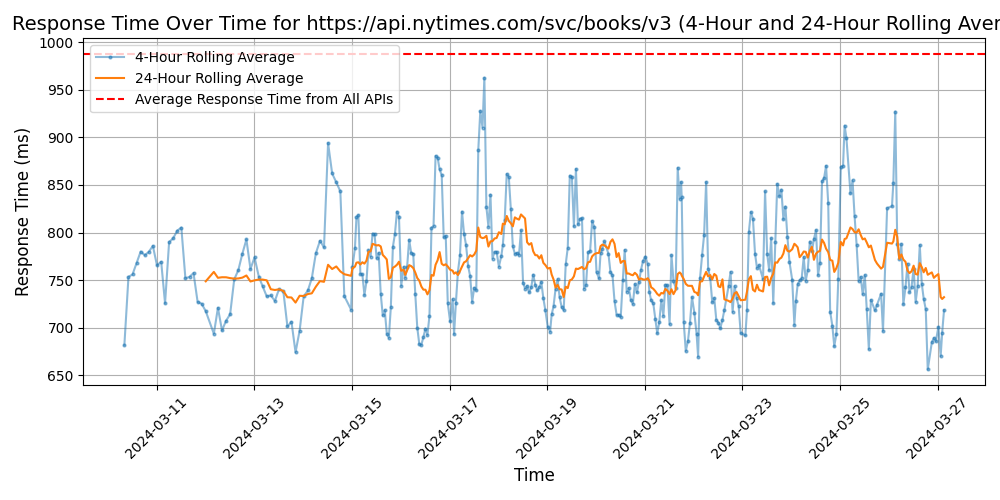 Response Time Over Time for https://api.nytimes.com/svc/books/v3 (4-Hour and 24-Hour Rolling Aver
4-Hour Rolling Average
24-Hour Rolling Average
Average Response Time from All APIs
Response Time (ms)
1000
950
900
850
800
750
700
650
2024-03-11
2024-03-13
2024-03-15
2024-03-17
2024-03-19
2024-03-21
2024-03-23
2024-03-25
2024-03-27
Time